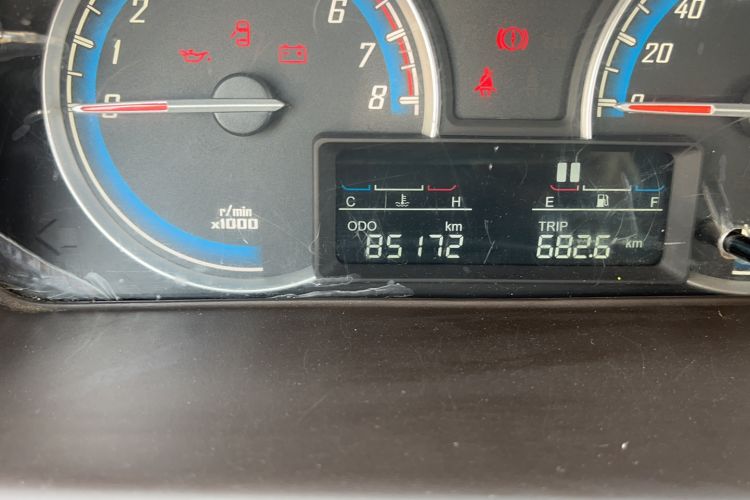 2
1
0
6
7
8
r/min
x1000
C H
E F
ODO km
85172
TRIP
682.6 km
40
20
0